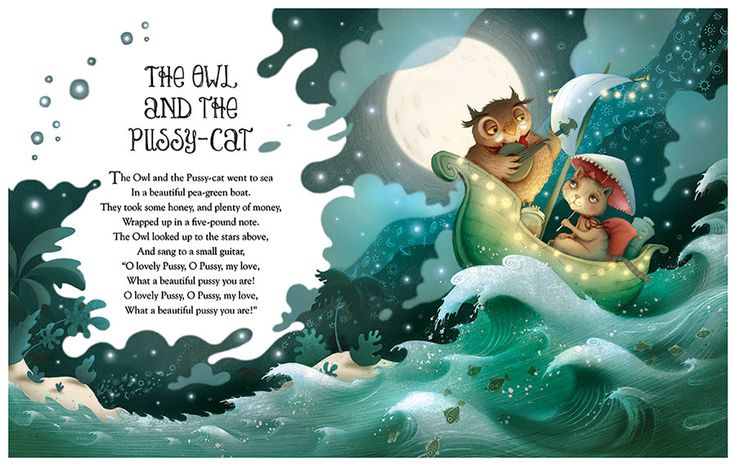 THE OWL
AND THE
PUSSY-CAT
The Owl and the Pussy-cat went to sea
In a beautiful pea-green boat.
They took some honey, and plenty of money,
Wrapped up in a five-pound note.
The Owl looked up to the stars above,
And sang to a small guitar,
“O lovely Pussy, O Pussy, my love,
What a beautiful pussy you are!
O lovely Pussy, O Pussy, my love,
What a beautiful pussy you are!”